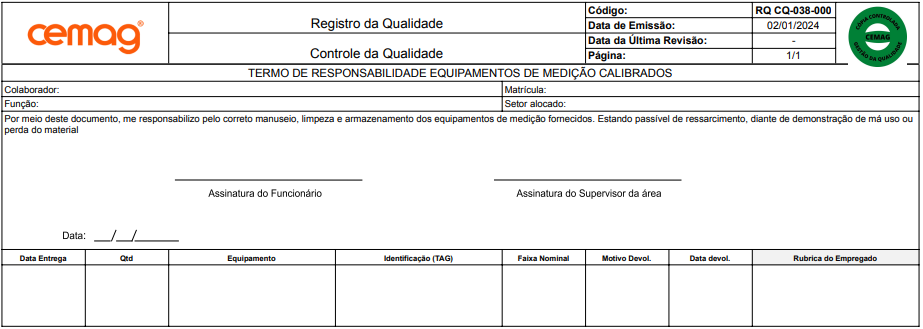 cemag®
Registro da Qualidade
Controle da Qualidade
Código: RQ CQ-038-000
Data de Emissão: 02/01/2024
Data da Última Revisão: -
Página: 1/1
CÓPIA CONTROLADA
CEMAG
GESTÃO DA QUALIDADE
TERMO DE RESPONSABILIDADE EQUIPAMENTOS DE MEDIÇÃO CALIBRADOS
Colaborador: Matrícula:
Função: Setor alocado:
Por meio deste documento, me responsabilizo pelo correto manuseio, limpeza e armazenamento dos equipamentos de medição fornecidos. Estando passível de ressarcimento, diante de demonstração de má uso ou
perda do material
Assinatura do Funcionário Assinatura do Supervisor da área
Data: __/__/____
Data Entrega Qtd Equipamento Identificação (TAG) Faixa Nominal Motivo Devol. Data devol. Rubrica do Empregado